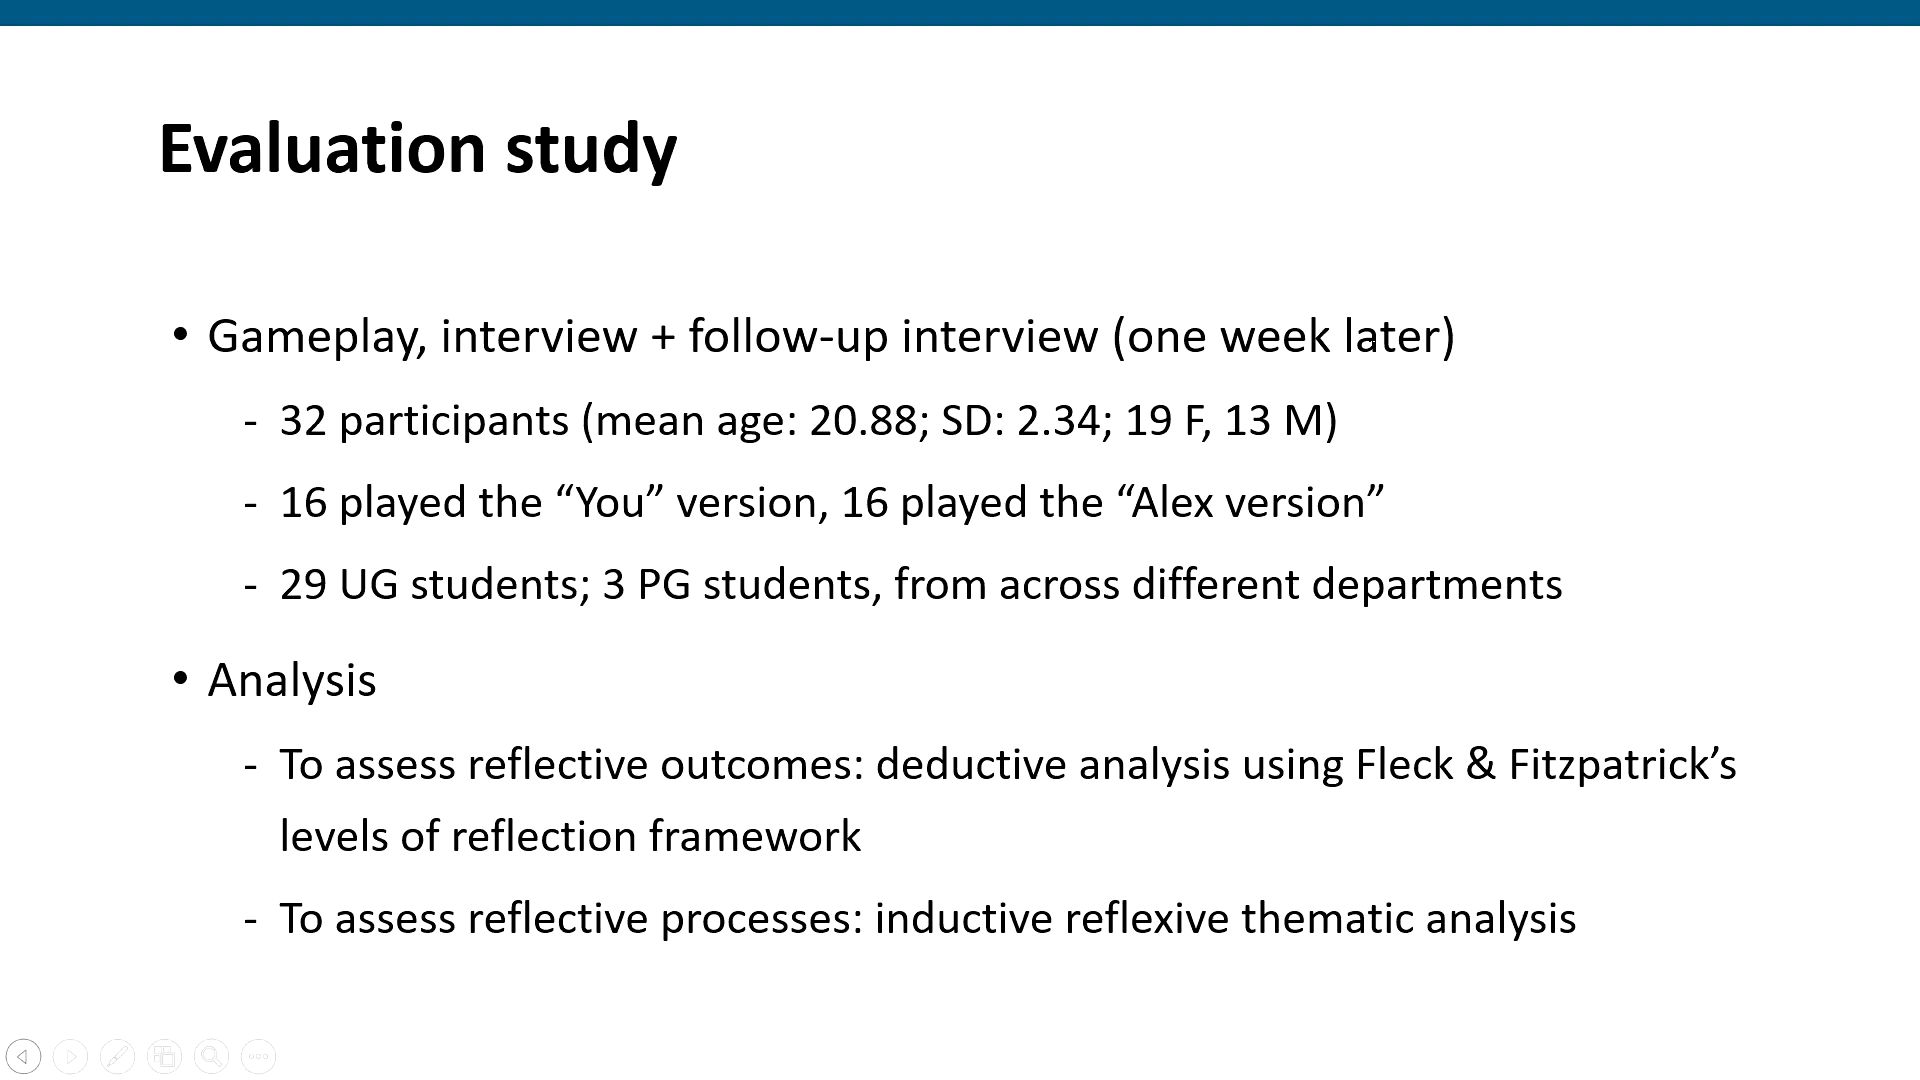 Evaluation study
• Gameplay, interview + follow-up interview (one week later)
- 32 participants (mean age: 20.88; SD: 2.34; 19 F, 13 M)
- 16 played the “You” version, 16 played the “Alex version”
- 29 UG students; 3 PG students, from across different departments
• Analysis
- To assess reflective outcomes: deductive analysis using Fleck & Fitzpatrick’s
levels of reflection framework
- To assess reflective processes: inductive reflexive thematic analysis